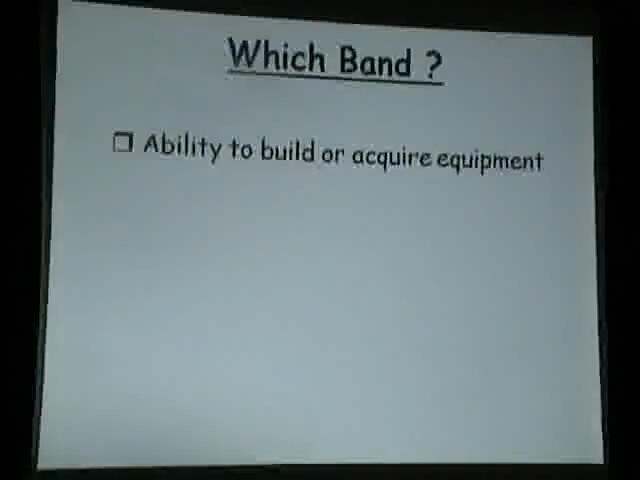 Which Band ?
❐ Ability to build or acquire equipment